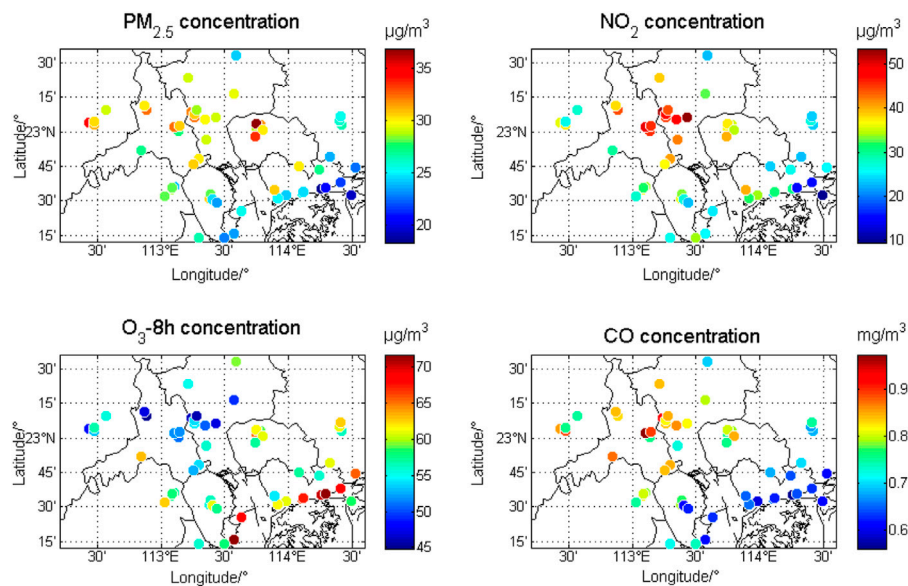 PM2.5 concentration
µg/m3
NO2 concentration
µg/m3
Latitude/°
30'
15'
23°N
45'
30'
15'
30' 113°E 30' 114°E 30'
Longitude/°
35
30
25
20
Latitude/°
30'
15'
23°N
45'
30'
15'
30' 113°E 30' 114°E 30'
Longitude/°
50
40
30
20
10
O3-8h concentration
µg/m3
CO concentration
mg/m3
Latitude/°
30'
15'
23°N
45'
30'
15'
30' 113°E 30' 114°E 30'
Longitude/°
70
65
60
55
50
45
Latitude/°
30'
15'
23°N
45'
30'
15'
30' 113°E 30' 114°E 30'
Longitude/°
0.9
0.8
0.7
0.6